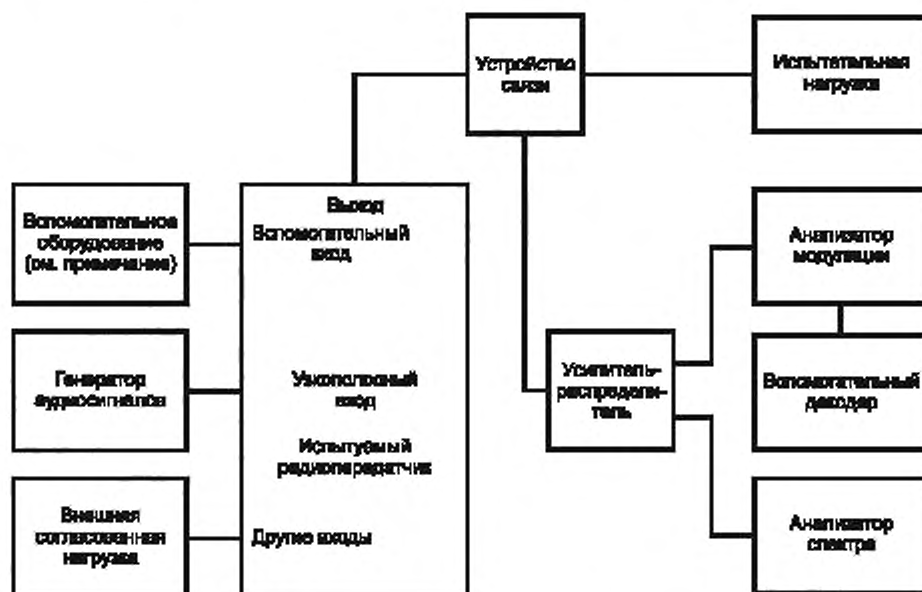 Устройство
связи
Испытательная
нагрузка
Вспомогательное
оборудование
(см. примечание)
Выход
Вспомогательный
вход
Анализатор
модуляции
Генератор
аудиосигналов
Узкополосный
вход
Усилитель-
распредели-
тель
Вспомогательный
декодер
Испытуемый
радиопередатчик
Внешняя
согласованная
нагрузка
Другие входы
Анализатор
спектра